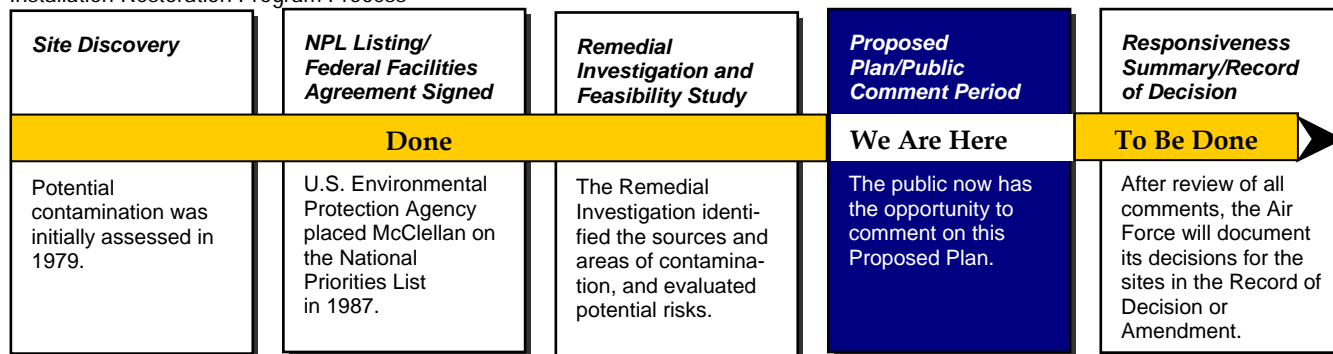 Installation Restoration Program Process
Site Discovery
NPL Listing/
Federal Facilities
Agreement Signed
Remedial
Investigation and
Feasibility Study
Proposed
Plan/Public
Comment Period
Responsiveness
Summary/Record
of Decision
Done
We Are Here
To Be Done
Potential
contamination was
initially assessed in
1979.
U.S. Environmental
Protection Agency
placed McClellan on
the National
Priorities List
in 1987.
The Remedial
Investigation identi-
fied the sources and
areas of contamina-
tion, and evaluated
potential risks.
The public now has
the opportunity to
comment on this
Proposed Plan.
After review of all
comments, the Air
Force will document
its decisions for the
sites in the Record of
Decision or
Amendment.